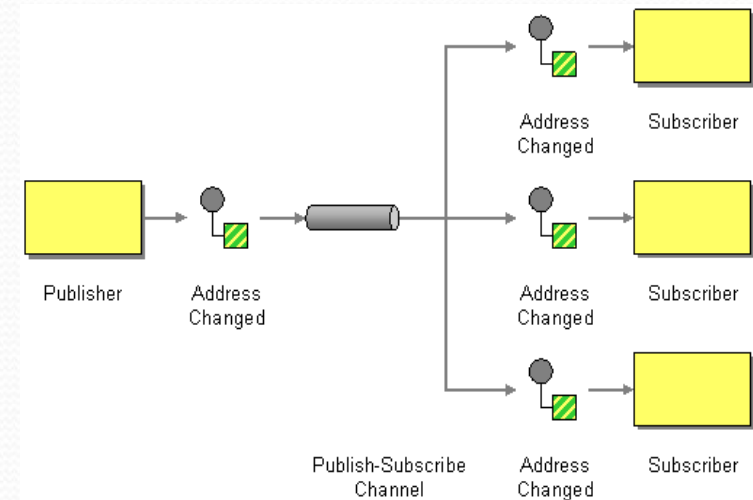 Address
Changed
Subscriber
Publisher
Address
Changed
Address
Changed
Subscriber
Publish-Subscribe
Channel
Address
Changed
Subscriber